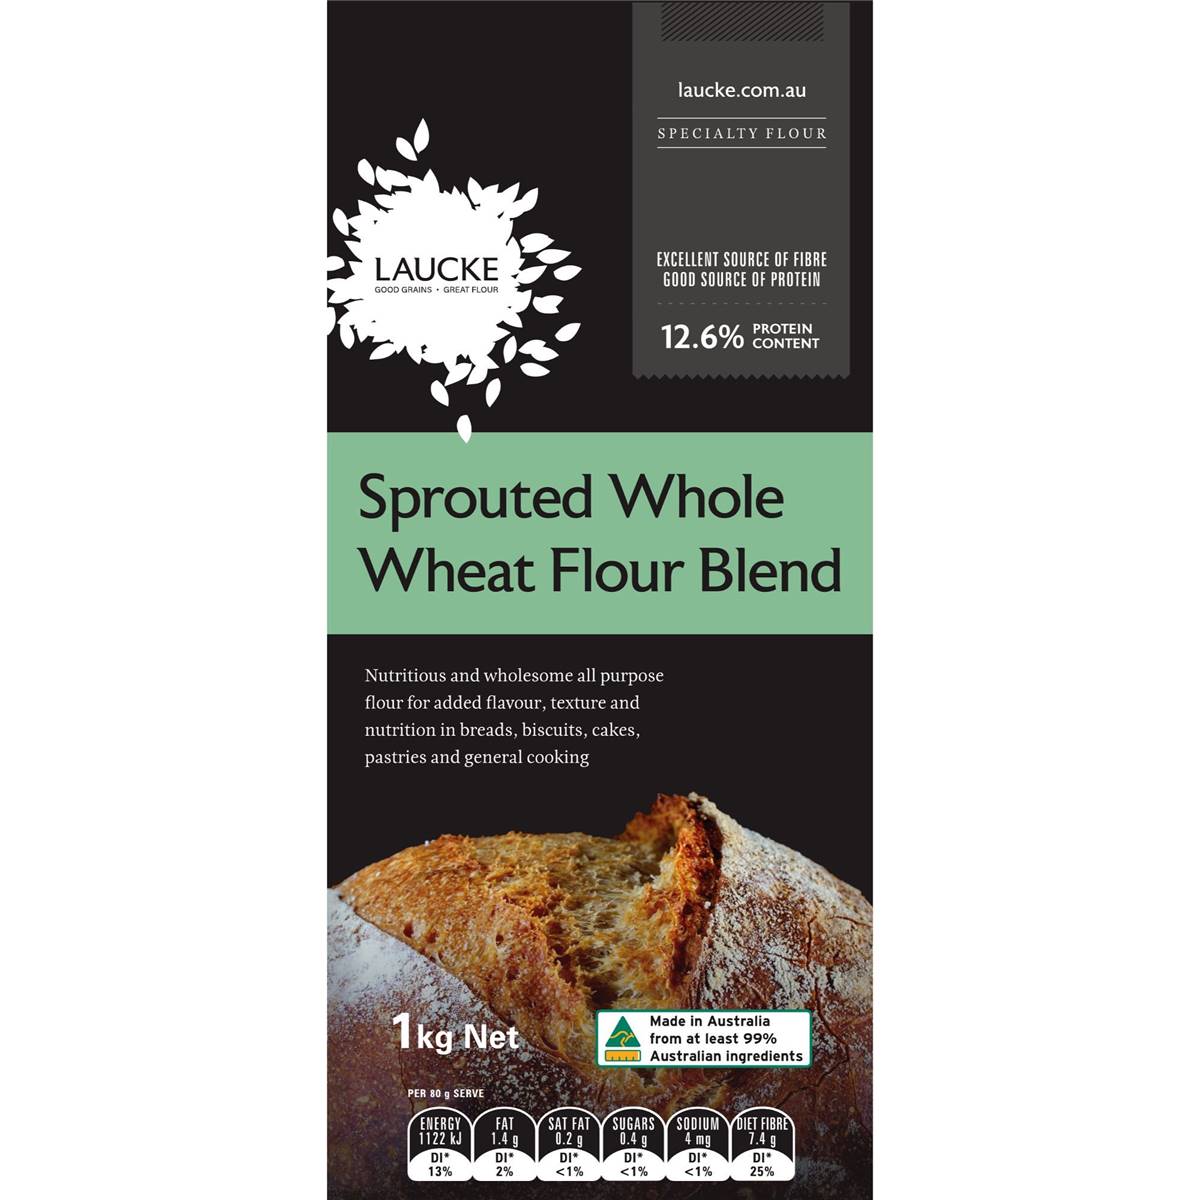 laucke.com.au
SPECIALTY FLOUR
LAUCKE
GOOD GRAINS • GREAT FLOUR
EXCELLENT SOURCE OF FIBRE
GOOD SOURCE OF PROTEIN
12.6% PROTEIN
CONTENT
Sprouted Whole
Wheat Flour Blend
Nutritious and wholesome all purpose
flour for added flavour, texture and
nutrition in breads, biscuits, cakes,
pastries and general cooking
1kg Net
Made in Australia
from at least 99%
Australian ingredients
PER 80 g SERVE
ENERGY
1122 kJ
DI*
13%
FAT
1.4 g
DI*
2%
SAT FAT
0.2 g
DI*
<1%
SUGARS
0.4 g
DI*
<1%
SODIUM
4 mg
DI*
<1%
DIET FIBRE
7.4 g
DI*
25%